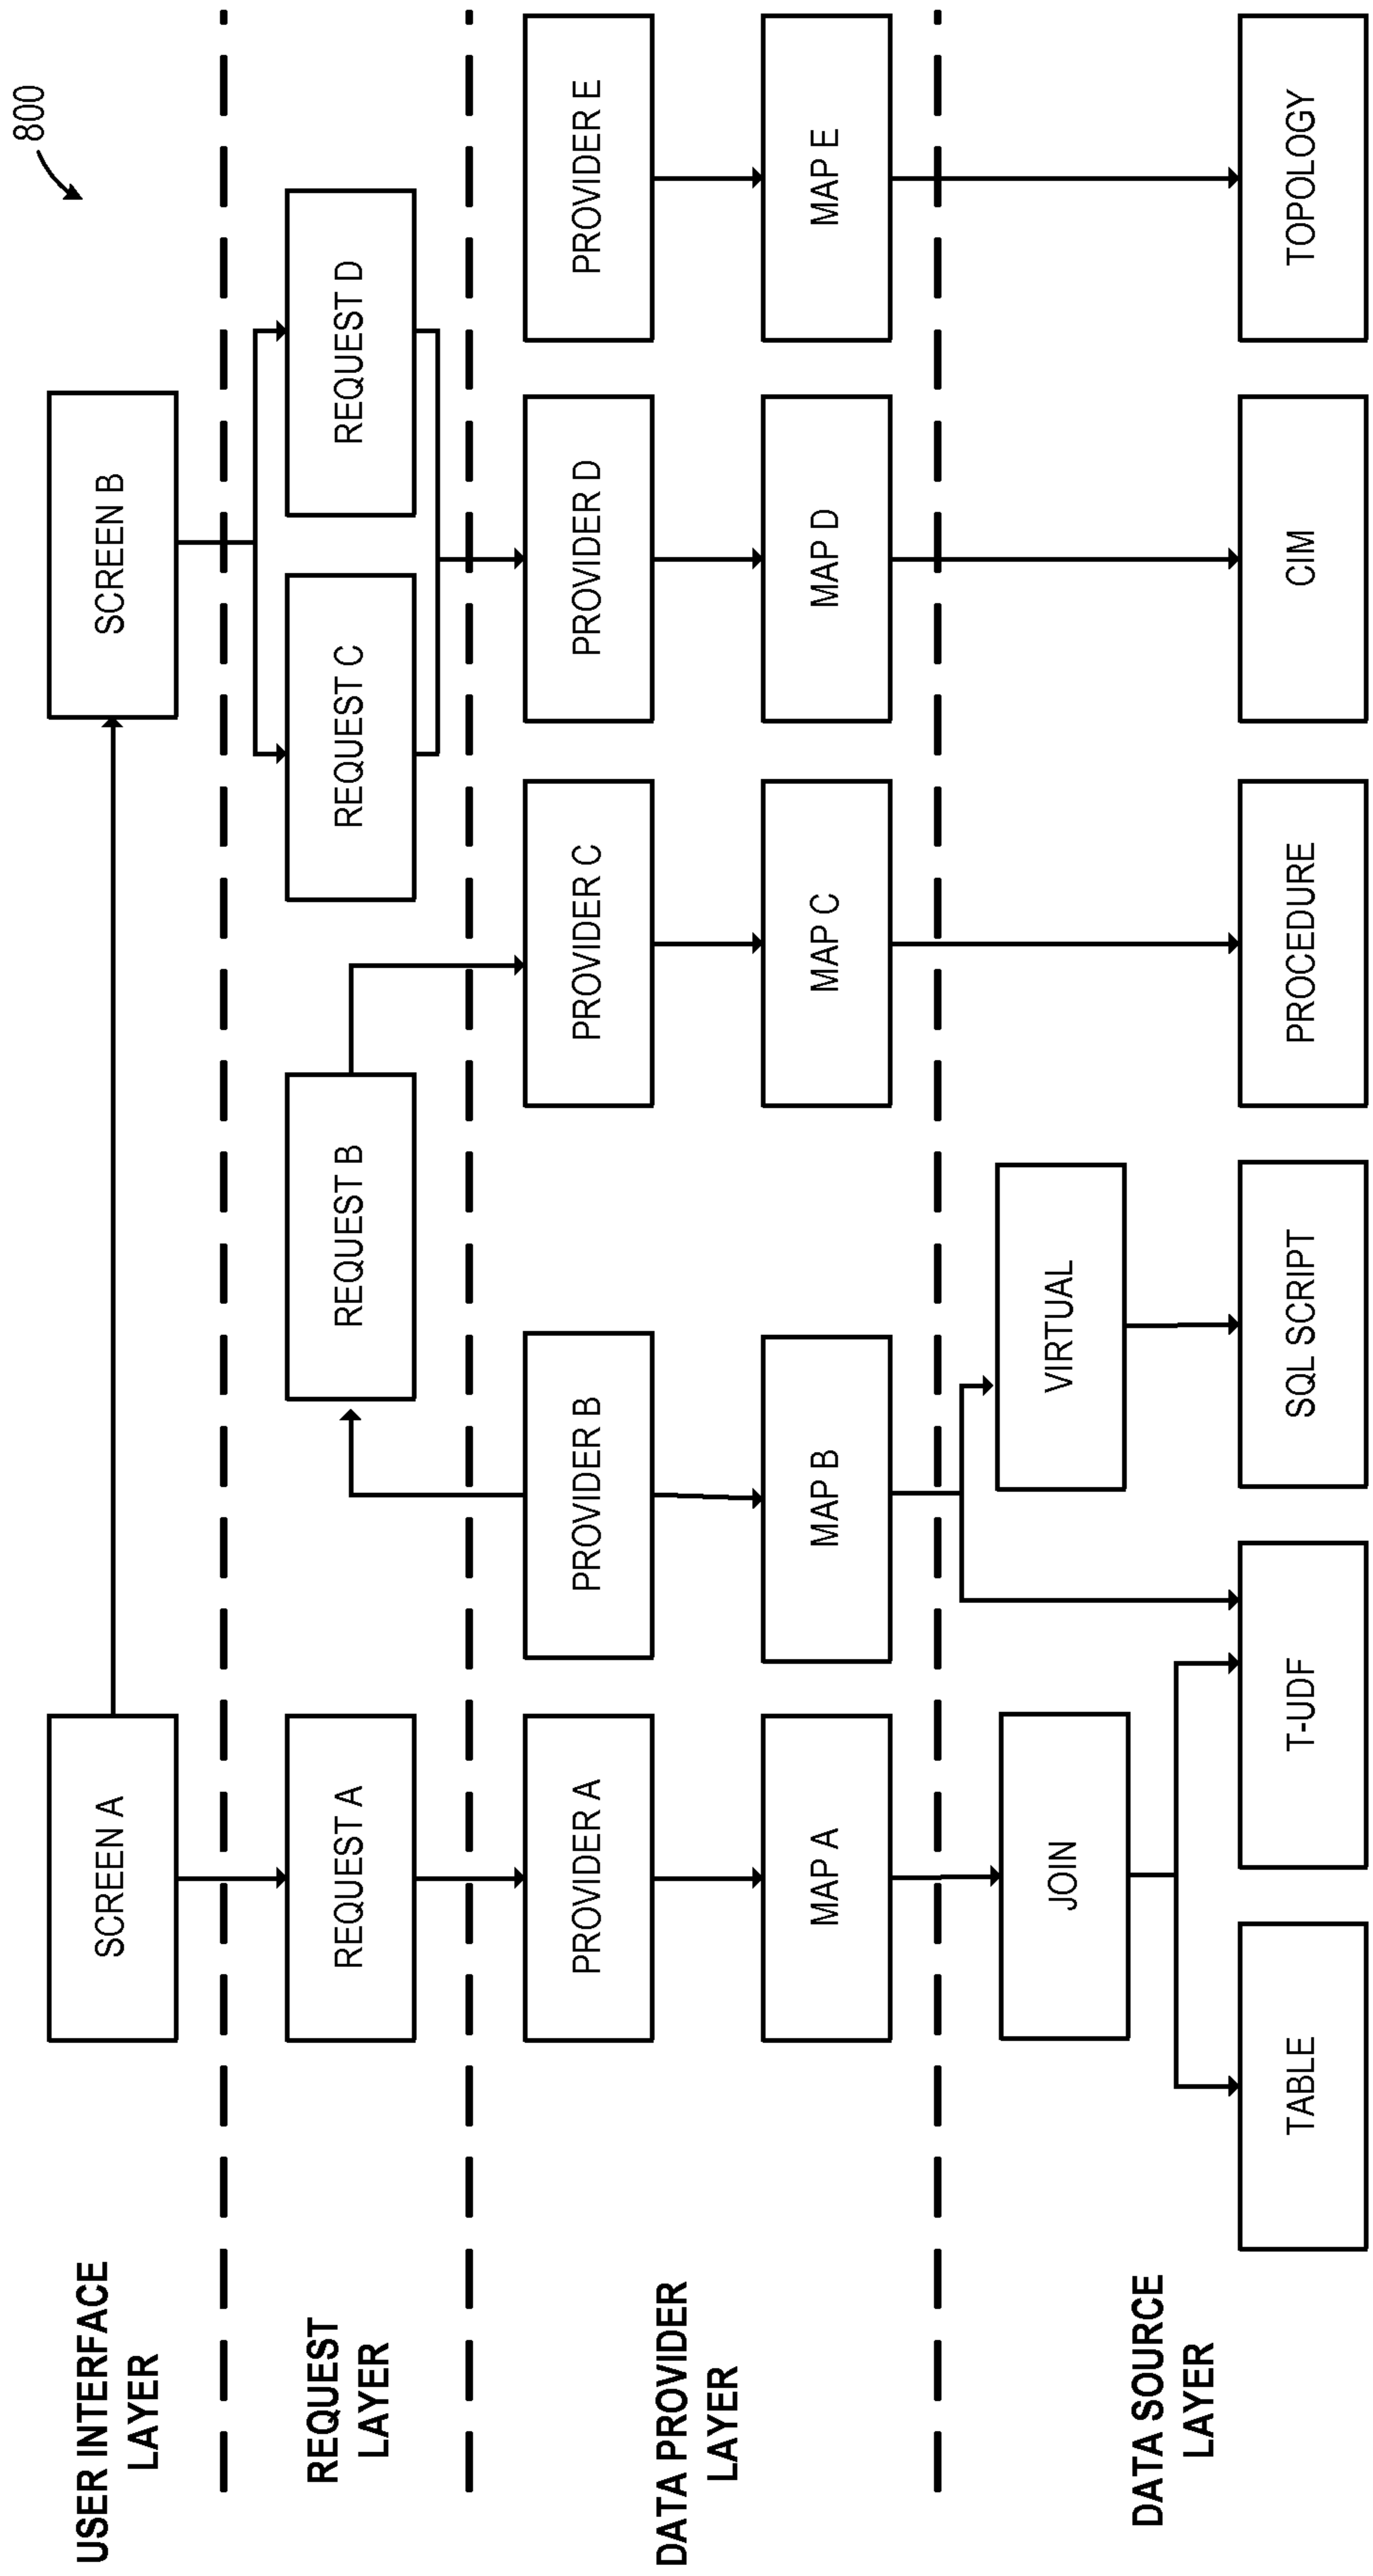 800
USER INTERFACE
LAYER
SCREEN A
SCREEN B
REQUEST
LAYER
REQUEST A
REQUEST B
REQUEST C
REQUEST D
DATA PROVIDER
LAYER
PROVIDER A
PROVIDER B
PROVIDER C
PROVIDER D
PROVIDER E
MAP A
MAP B
MAP C
MAP D
MAP E
DATA SOURCE
LAYER
JOIN
VIRTUAL
TABLE
T-UDF
SQL SCRIPT
PROCEDURE
CIM
TOPOLOGY